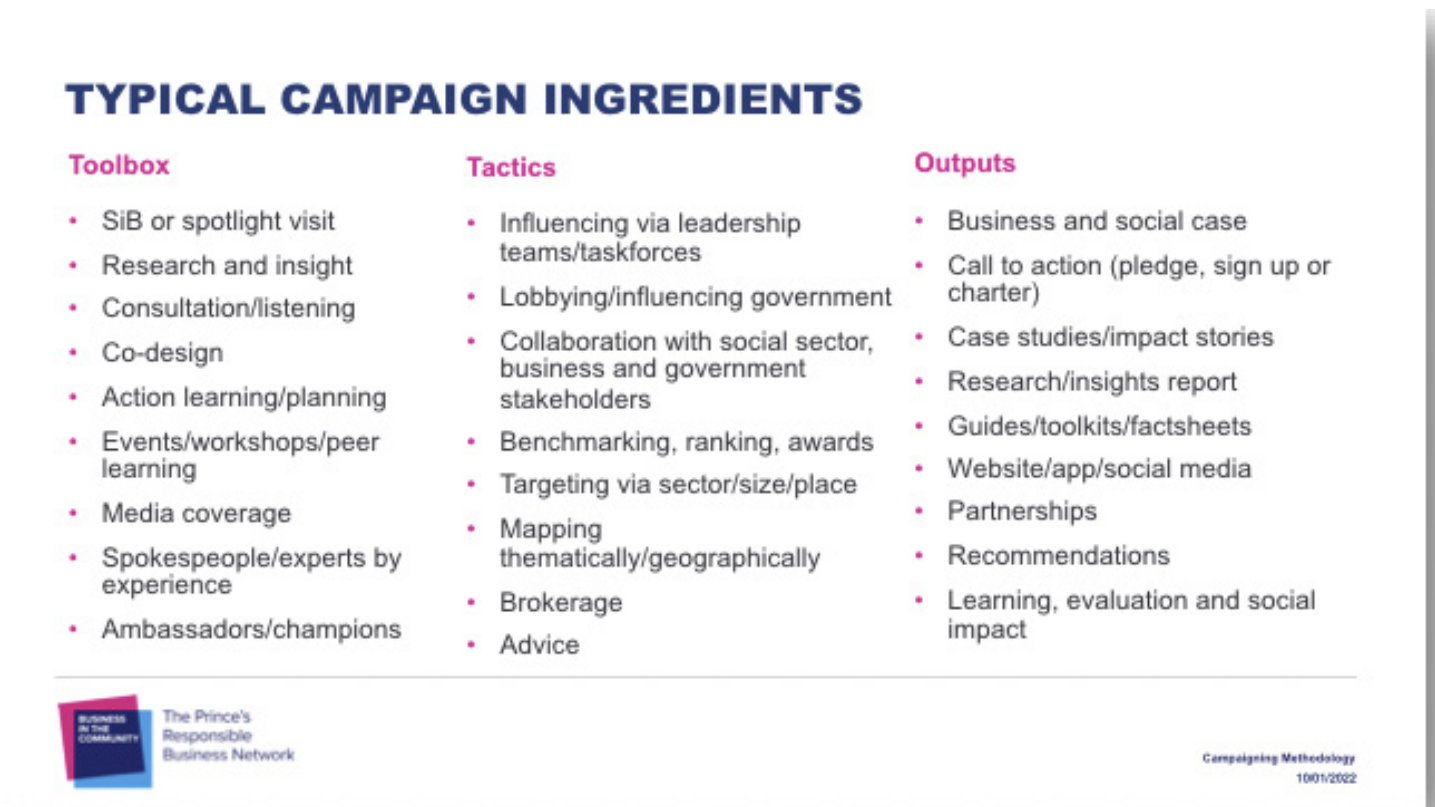 TYPICAL CAMPAIGN INGREDIENTS
Toolbox
• SiB or spotlight visit
• Research and insight
• Consultation/listening
• Co-design
• Action learning/planning
• Events/workshops/peer
learning
• Media coverage
• Spokespeople/experts by
experience
• Ambassadors/champions
Tactics
• Influencing via leadership
teams/taskforces
• Lobbying/influencing government
• Collaboration with social sector,
business and government
stakeholders
• Benchmarking, ranking, awards
• Targeting via sector/size/place
• Mapping
thematically/geographically
• Brokerage
• Advice
Outputs
• Business and social case
• Call to action (pledge, sign up or
charter)
• Case studies/impact stories
• Research/insights report
• Guides/toolkits/factsheets
• Website/app/social media
• Partnerships
• Recommendations
• Learning, evaluation and social
impact
BUSINESS
IN THE
COMMUNITY
The Prince's
Responsible
Business Network
Campaigning Methodology
10/01/2022